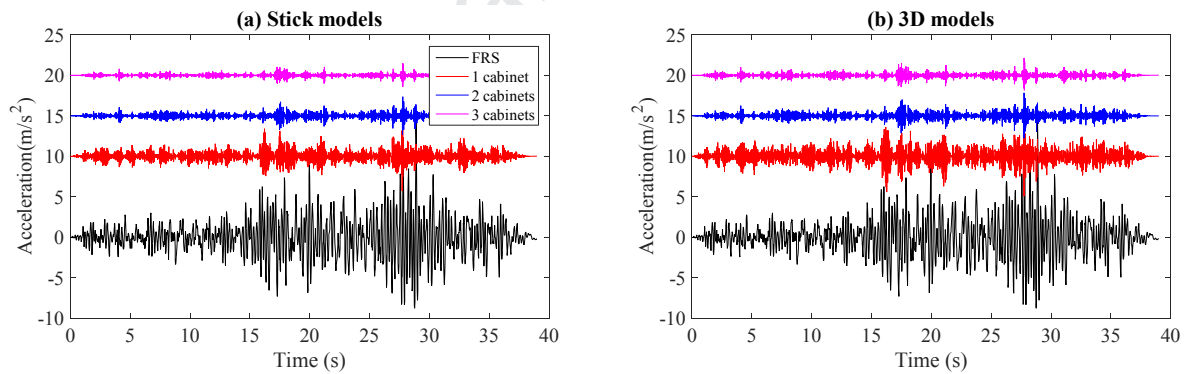 (a) Stick models
25
20
15
10
5
0
-5
-10
Acceleration(m/s²)
0 5 10 15 20 25 30 35 40
Time (s)
FRS
1 cabinet
2 cabinets
3 cabinets
(b) 3D models
25
20
15
10
5
0
-5
-10
Acceleration(m/s²)
0 5 10 15 20 25 30 35 40
Time (s)